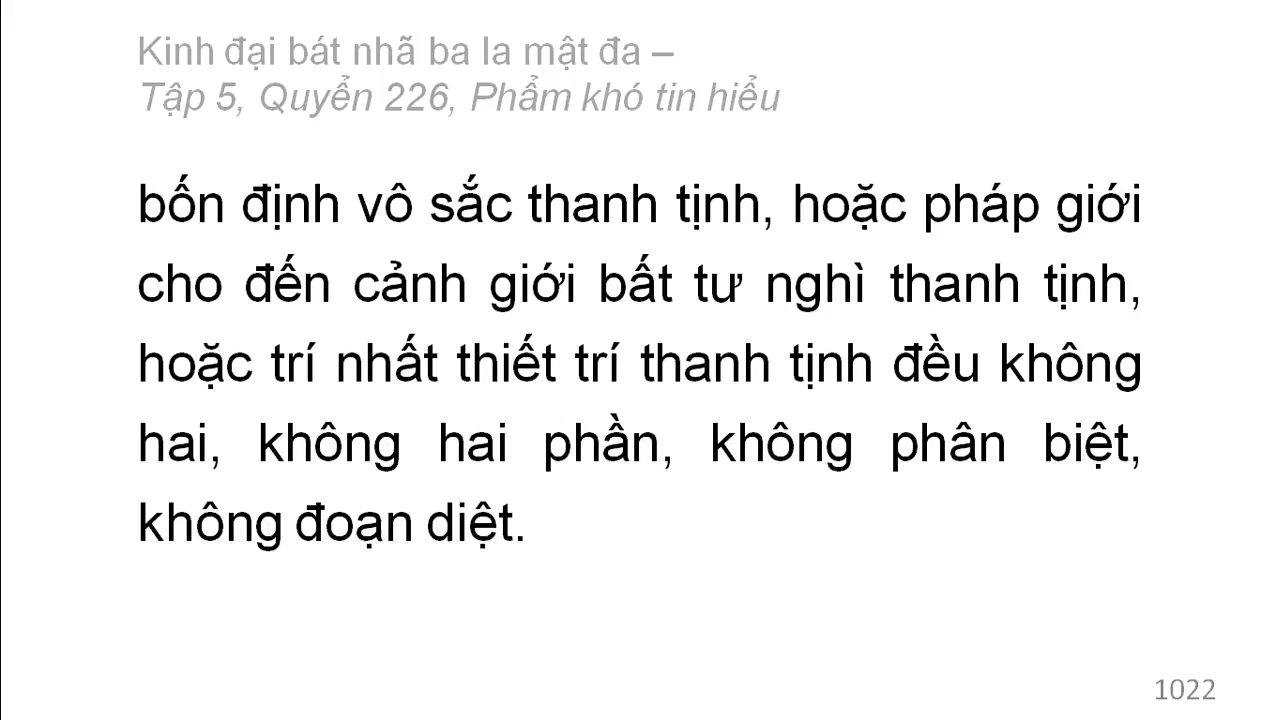 Kinh đại bát nhã ba la mật đa –
Tập 5, Quyển 226, Phẩm khó tin hiểu
bốn định vô sắc thanh tịnh, hoặc pháp giới
cho đến cảnh giới bất tư nghì thanh tịnh,
hoặc trí nhất thiết trí thanh tịnh đều không
hai, không hai phần, không phân biệt,
không đoạn diệt.
1022